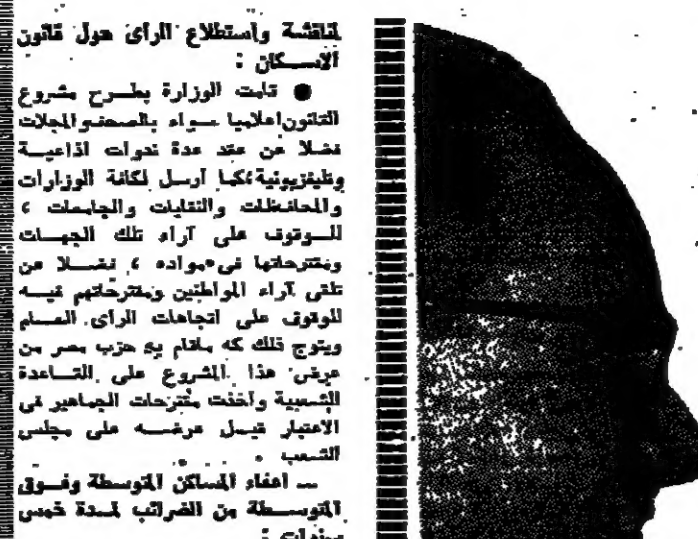 لمناقشة واستطلاع الرأى حول قانون
الاسكان :
● قامت الوزارة بطرح مشروع
القانون اعلاميا سواء بالصحف والمجلات
فضلا عن عقد عدة ندوات اذاعية
وتليفزيونية، كما أرسل لكافة الوزارات
والمحافظات والنقابات والجامعات ،
للوقوف على آراء تلك الجهات
ومقترحاتها فى مواده ، فضلا عن
تلقى آراء المواطنين ومقترحاتهم فيه
للوقوف على اتجاهات الرأى العام
ويتوج ذلك كه ماقام به حزب مصر من
عرض هذا المشروع على القاعدة
الشعبية وأخذت مقترحات الجماهير فى
الاعتبار قبل عرضه على مجلس
الشعب .
— اعفاء المساكن المتوسطة وفوق
المتوسطة من الضرائب لمدة خمس
سنوات :